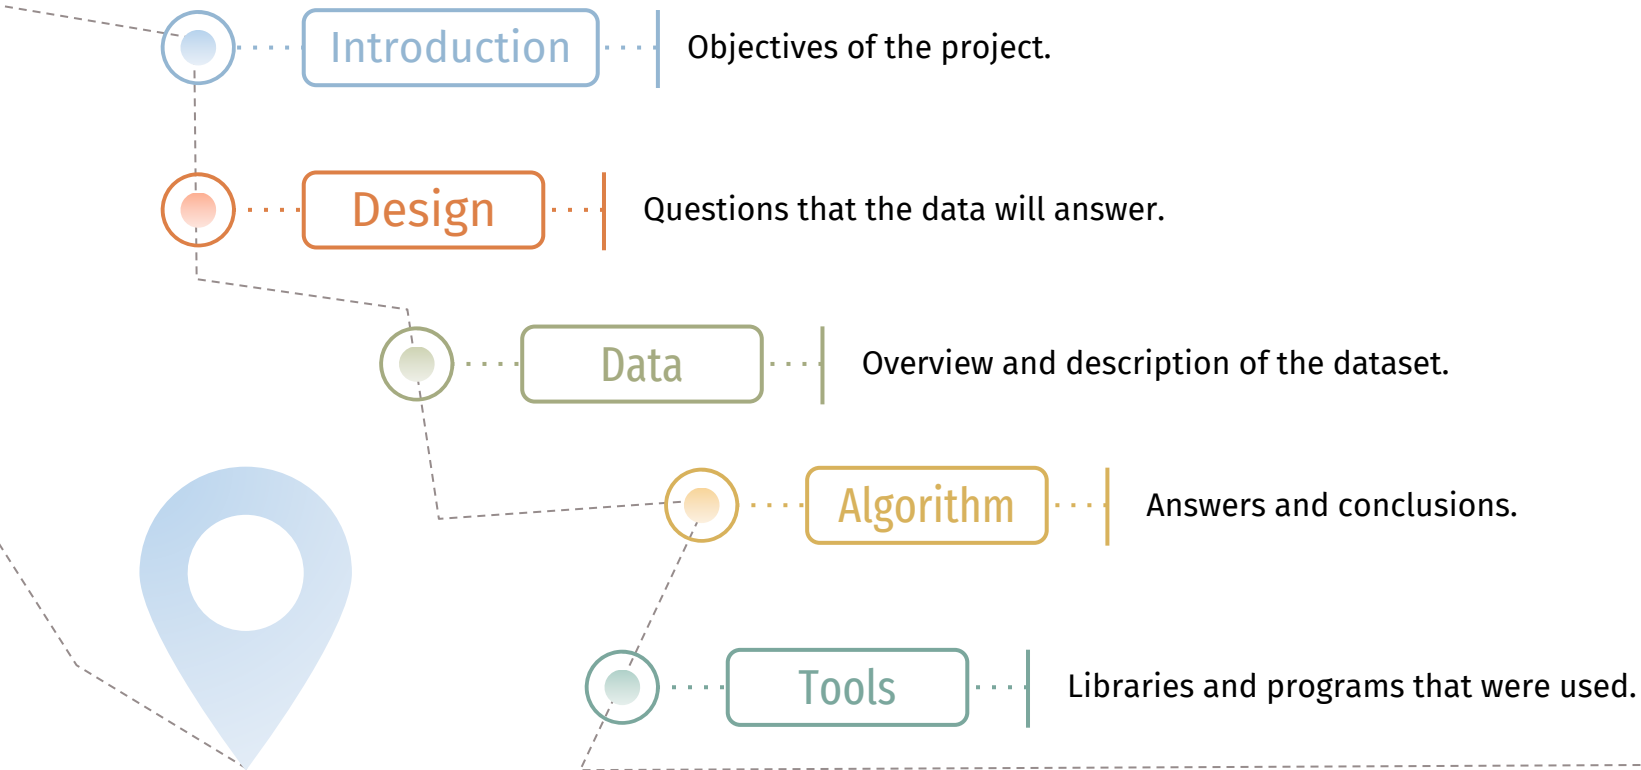 Introduction
Objectives of the project.
Design
Questions that the data will answer.
Data
Overview and description of the dataset.
Algorithm
Answers and conclusions.
Tools
Libraries and programs that were used.